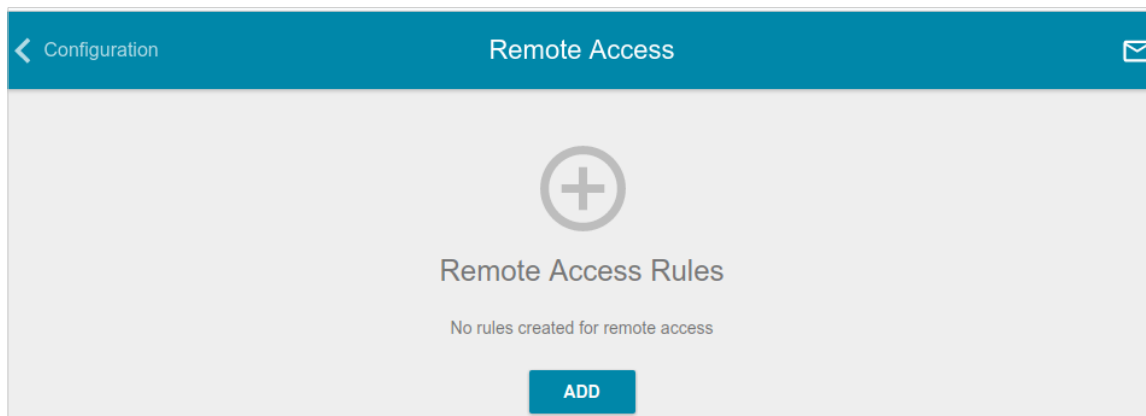 Configuration
Remote Access
Remote Access Rules
No rules created for remote access
ADD